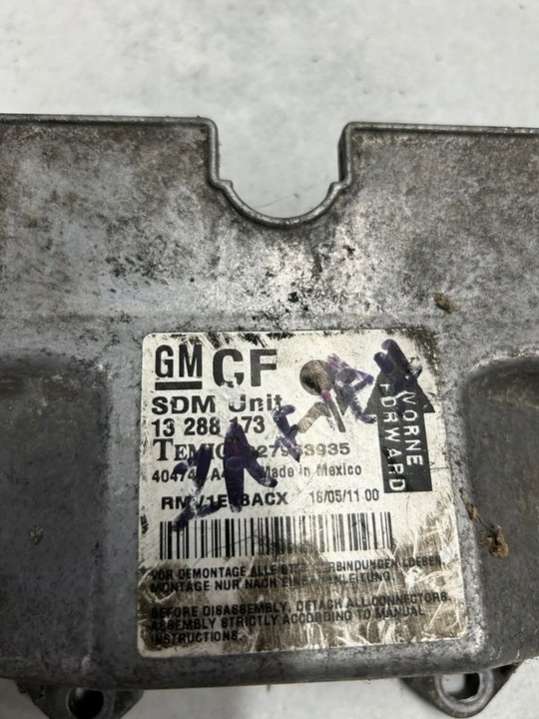 GM CF
SDM Unit
13 288 173
TEMIC
Made in Mexico
16/05/11 00
VORNE
FORWARD
VOR DEMONTAGE ALLE
MONTAGE NUR NACH
BEFORE DISASSEMBLY, DETACH ALL CONNECTORS.
ASSEMBLY STRICTLY ACCORDING TO MANUAL
INSTRUCTIONS.